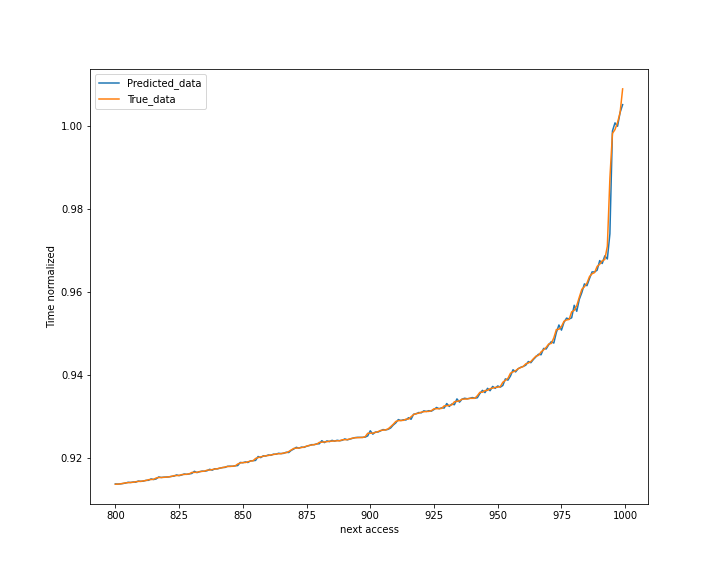 Predicted_data
True_data
1.00
0.98
0.96
0.94
0.92
Time normalized
800 825 850 875 900 925 950 975 1000
next access